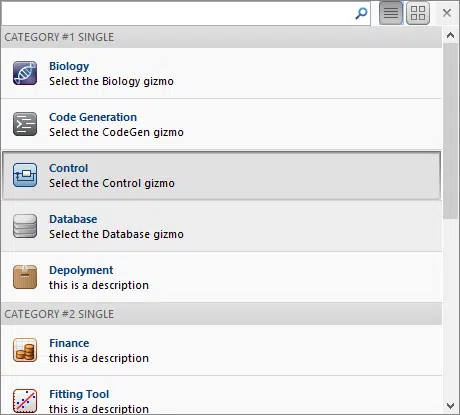 CATEGORY #1 SINGLE
Biology
Select the Biology gizmo
Code Generation
Select the CodeGen gizmo
Control
Select the Control gizmo
Database
Select the Database gizmo
Depolyment
this is a description
CATEGORY #2 SINGLE
Finance
this is a description
Fitting Tool
this is a description